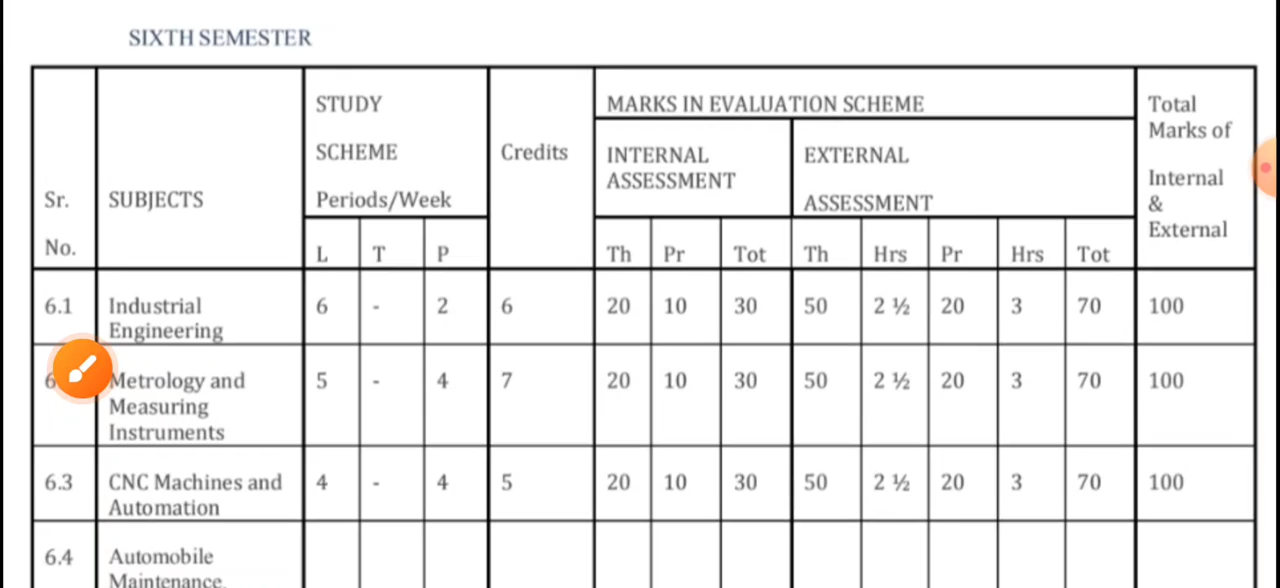 SIXTH SEMESTER
Sr.
No.
SUBJECTS
STUDY
SCHEME
Periods/Week
Credits
MARKS IN EVALUATION SCHEME
INTERNAL
ASSESSMENT
EXTERNAL
ASSESSMENT
Total
Marks of
Internal
&
External
L T P Th Pr Tot Th Hrs Pr Hrs Tot
6.1 Industrial 6 - 2 6 20 10 30 50 2 ½ 20 3 70 100
Engineering
6 Metrology and 5 - 4 7 20 10 30 50 2 ½ 20 3 70 100
Measuring
Instruments
6.3 CNC Machines and 4 - 4 5 20 10 30 50 2 ½ 20 3 70 100
Automation
6.4 Automobile
Maintenance,